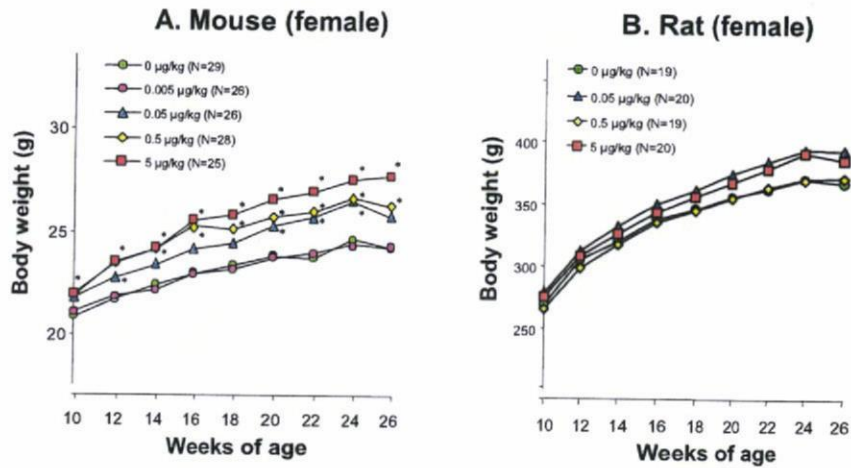 A. Mouse (female)
0 µg/kg (N=29)
0.005 µg/kg (N=26)
0.05 µg/kg (N=26)
0.5 µg/kg (N=28)
5 µg/kg (N=25)
Body weight (g)
30
25
20
* * * * * * * * *
* * * * * * *
* * * * *
10 12 14 16 18 20 22 24 26
Weeks of age
B. Rat (female)
0 µg/kg (N=19)
0.05 µg/kg (N=20)
0.5 µg/kg (N=19)
5 µg/kg (N=20)
Body weight (g)
400
350
300
250
10 12 14 16 18 20 22 24 26
Weeks of age